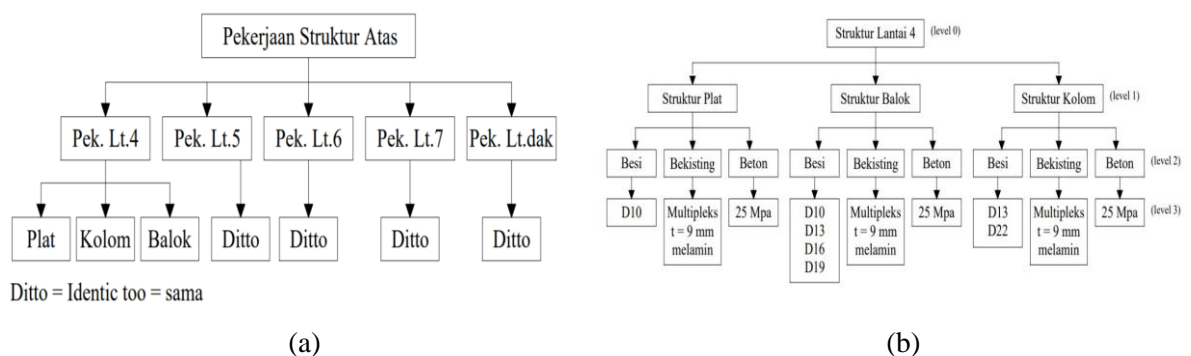 Pekerjaan Struktur Atas
Pek. Lt.4
Pek. Lt.5
Pek. Lt.6
Pek. Lt.7
Pek. Lt.dak
Plat
Kolom
Balok
Ditto
Ditto
Ditto
Ditto
Ditto = Identic too = sama
(a)
Struktur Lantai 4
(level 0)
Struktur Plat
Struktur Balok
Struktur Kolom
(level 1)
Besi
Bekisting
Beton
Besi
Bekisting
Beton
Besi
Bekisting
Beton
(level 2)
D10
Multipleks
t = 9 mm
melamin
25 Mpa
D10
D13
D16
D19
Multipleks
t = 9 mm
melamin
25 Mpa
D13
D22
Multipleks
t = 9 mm
melamin
25 Mpa
(level 3)
(b)